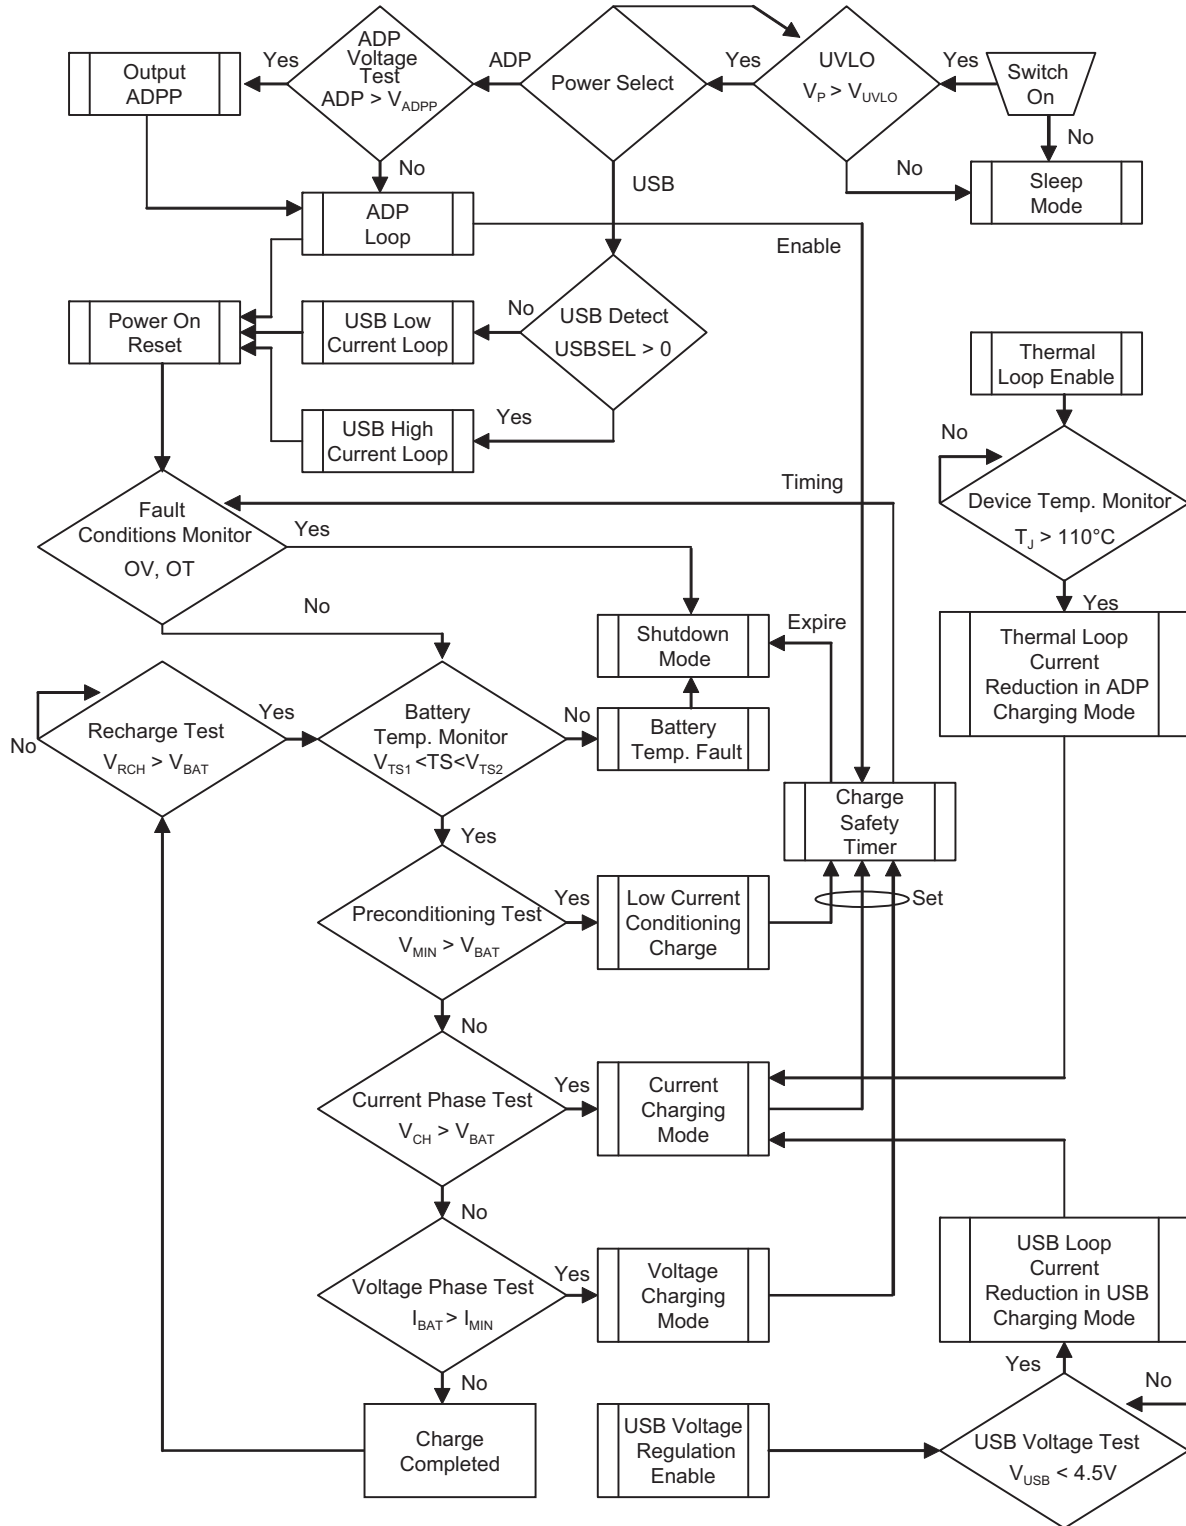 ADP
Voltage
Test
ADP > V_ADPP
Yes
ADP
Output
ADPP
No
Power Select
Yes
UVLO
V_P > V_UVLO
Yes
Switch
On
No
No
Sleep
Mode
USB
ADP
Loop
Enable
Power On
Reset
USB Low
Current Loop
No
USB Detect
USBSEL > 0
Yes
USB High
Current Loop
Thermal
Loop Enable
No
Device Temp. Monitor
T_J > 110°C
Yes
Timing
Fault
Conditions Monitor
OV, OT
Yes
No
Shutdown
Mode
Expire
Thermal Loop
Current
Reduction in ADP
Charging Mode
No
Recharge Test
V_RCH > V_BAT
Yes
Battery
Temp. Monitor
V_TS1 <TS<V_TS2
No
Battery
Temp. Fault
Charge
Safety
Timer
Yes
Preconditioning Test
V_MIN > V_BAT
Yes
Low Current
Conditioning
Charge
Set
No
Current Phase Test
V_CH > V_BAT
Yes
Current
Charging
Mode
No
Voltage Phase Test
I_BAT > I_MIN
Yes
Voltage
Charging
Mode
USB Loop
Current
Reduction in USB
Charging Mode
No
Yes
No
Charge
Completed
USB Voltage
Regulation
Enable
USB Voltage Test
V_USB < 4.5V